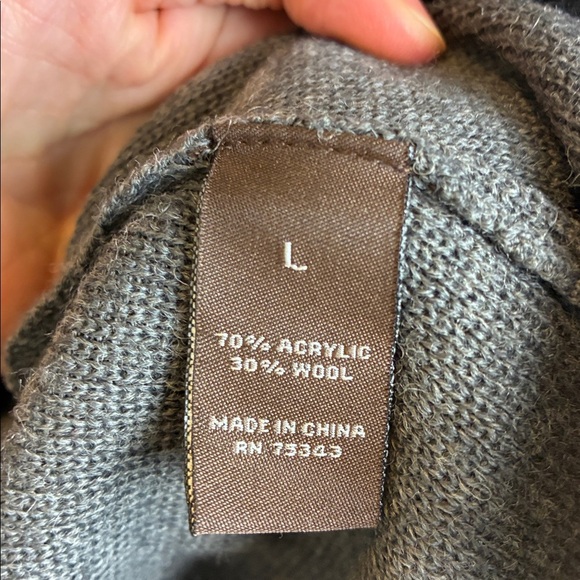 L
70% ACRYLIC
30% WOOL
MADE IN CHINA
RN 75343